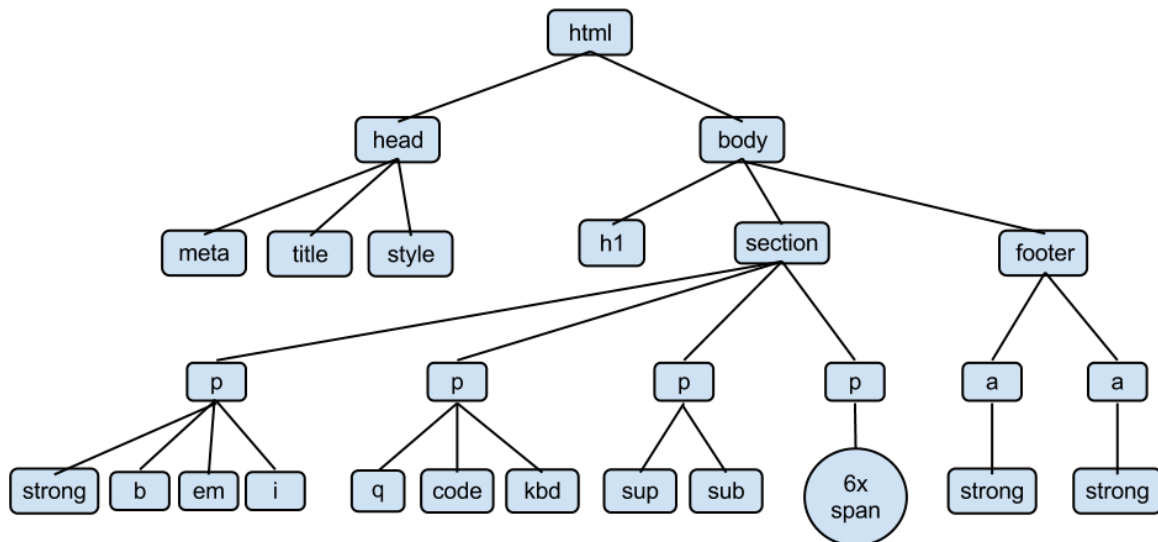 html
head
body
meta
title
style
h1
section
footer
p
p
p
p
a
a
strong
b
em
i
q
code
kbd
sup
sub
6x
span
strong
strong